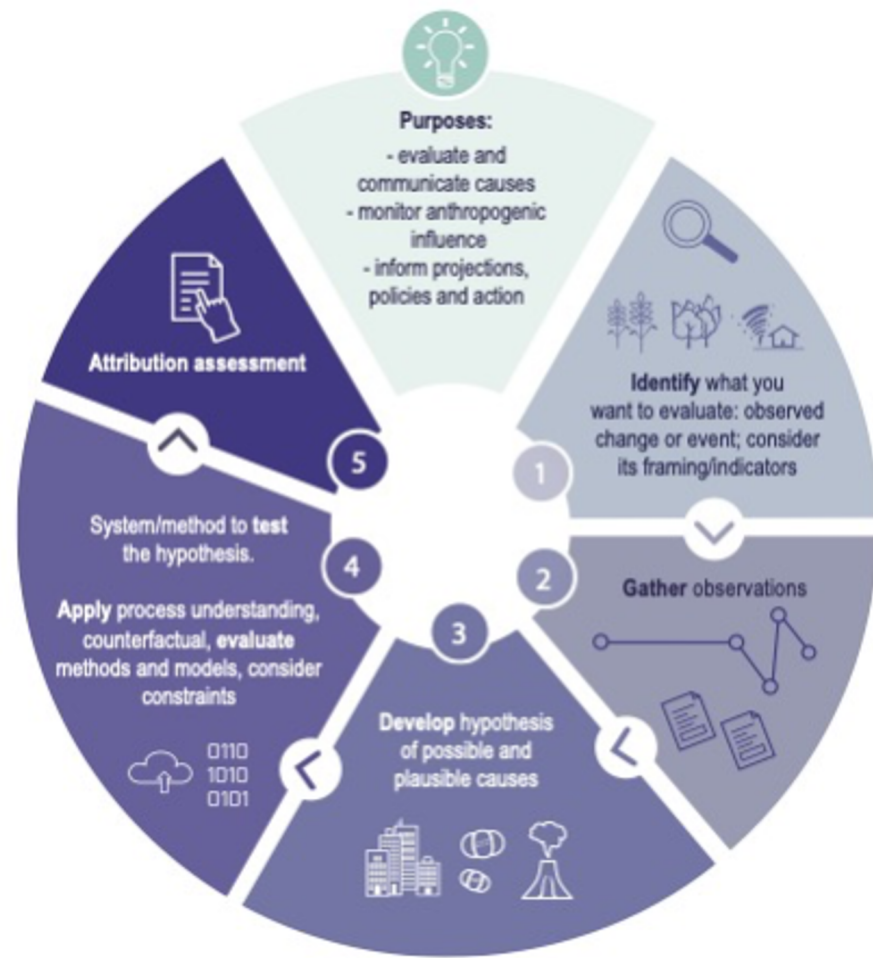 Purposes:
- evaluate and
communicate causes
- monitor anthropogenic
influence
- inform projections,
policies and action
Identify what you
want to evaluate: observed
change or event; consider
its framing/indicators
1
Gather observations
2
Develop hypothesis
of possible and
plausible causes
3
System/method to test
the hypothesis.
Apply process understanding,
counterfactual, evaluate
methods and models, consider
constraints
0110
1010
0101
4
Attribution assessment
5